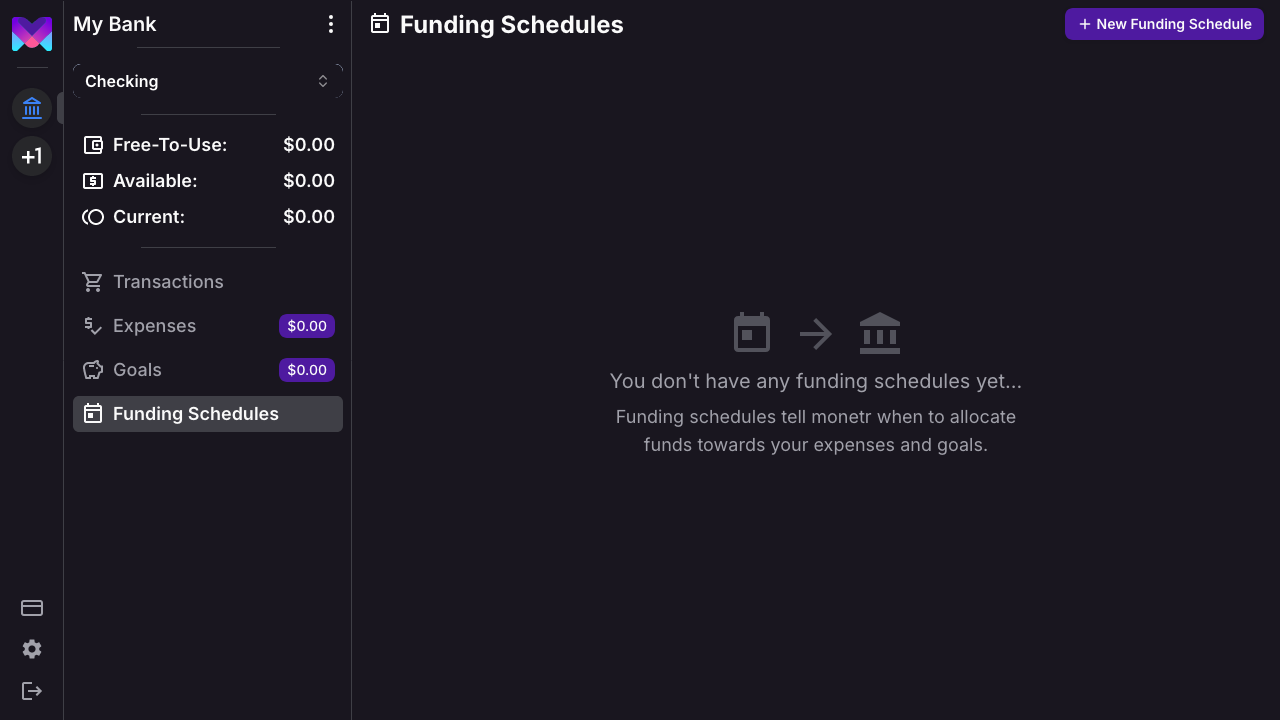 My Bank
Checking
Free-To-Use: $0.00
Available: $0.00
Current: $0.00
Transactions
Expenses $0.00
Goals $0.00
Funding Schedules
+1
Funding Schedules
New Funding Schedule
You don't have any funding schedules yet...
Funding schedules tell monetr when to allocate
funds towards your expenses and goals.